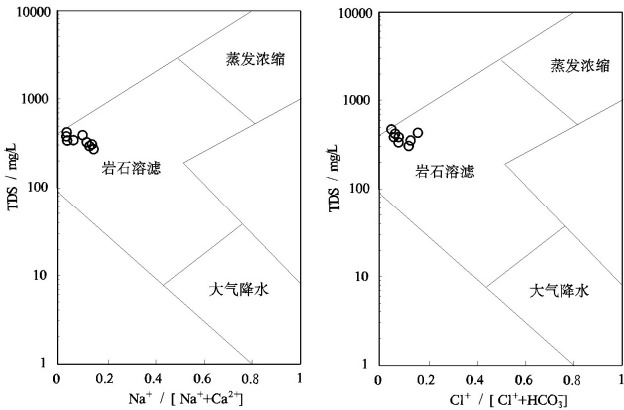 10000
1000
100
10
1
TDS / mg/L
蒸发浓缩
岩石溶滤
大气降水
0 0.2 0.4 0.6 0.8 1
Na⁺ / [ Na⁺+Ca²⁺]
10000
1000
100
10
1
TDS / mg/L
蒸发浓缩
岩石溶滤
大气降水
0 0.2 0.4 0.6 0.8 1
Cl⁺ / [ Cl⁺+HCO₃⁻]